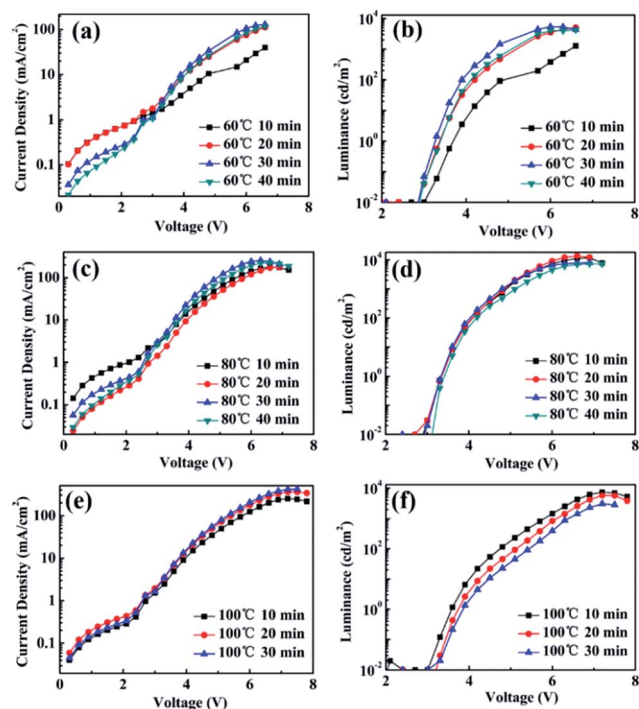 (a)
Current Density (mA/cm²)
100
10
1
0.1
60℃ 10 min
60℃ 20 min
60℃ 30 min
60℃ 40 min
0 2 4 6 8
Voltage (V)
(b)
Luminance (cd/m²)
10⁴
10²
10⁰
10⁻²
60℃ 10 min
60℃ 20 min
60℃ 30 min
60℃ 40 min
2 4 6 8
Voltage (V)
(c)
Current Density (mA/cm²)
100
10
1
0.1
80℃ 10 min
80℃ 20 min
80℃ 30 min
80℃ 40 min
0 2 4 6 8
Voltage (V)
(d)
Luminance (cd/m²)
10⁴
10²
10⁰
10⁻²
80℃ 10 min
80℃ 20 min
80℃ 30 min
80℃ 40 min
2 4 6 8
Voltage (V)
(e)
Current Density (mA/cm²)
100
10
1
0.1
100℃ 10 min
100℃ 20 min
100℃ 30 min
0 2 4 6 8
Voltage (V)
(f)
Luminance (cd/m²)
10⁴
10²
10⁰
10⁻²
100℃ 10 min
100℃ 20 min
100℃ 30 min
2 4 6 8
Voltage (V)